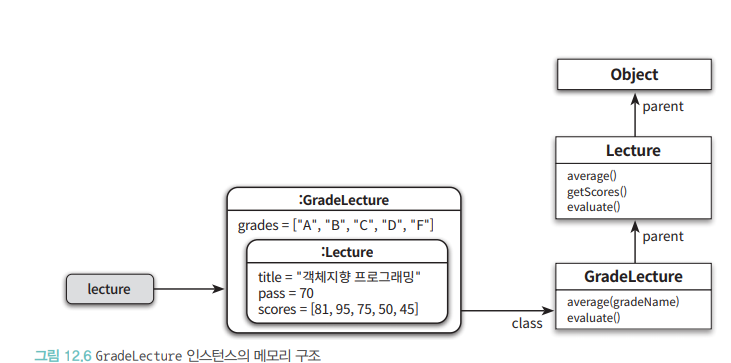 Object
parent
Lecture
average()
getScores()
evaluate()
parent
:GradeLecture
grades = ["A", "B", "C", "D", "F"]
:Lecture
title = "객체지향 프로그래밍"
pass = 70
scores = [81, 95, 75, 50, 45]
lecture
class
GradeLecture
average(gradeName)
evaluate()
그림 12.6 GradeLecture 인스턴스의 메모리 구조